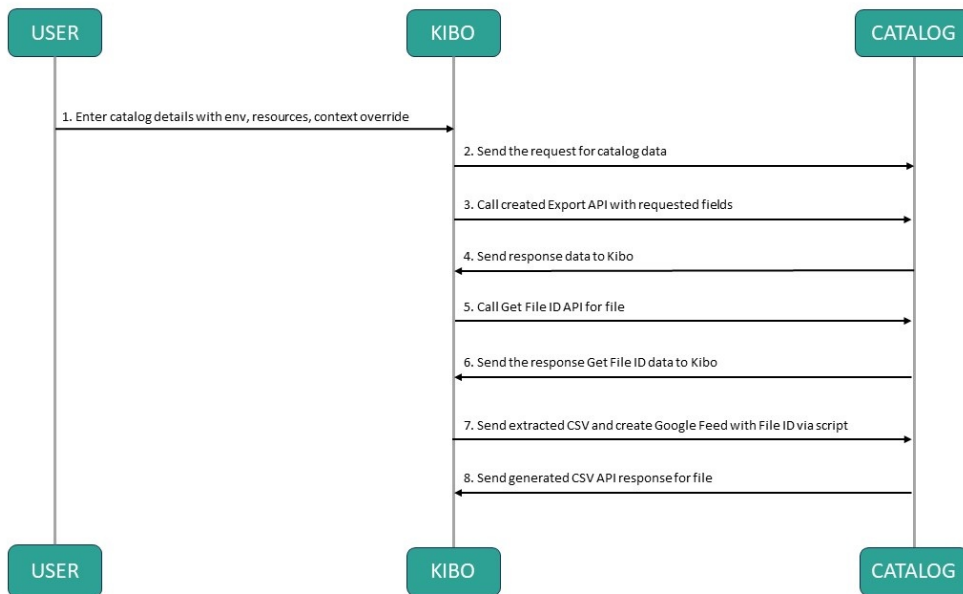 USER
KIBO
CATALOG
1. Enter catalog details with env, resources, context override
2. Send the request for catalog data
3. Call created Export API with requested fields
4. Send response data to Kibo
5. Call Get File ID API for file
6. Send the response Get File ID data to Kibo
7. Send extracted CSV and create Google Feed with File ID via script
8. Send generated CSV API response for file
USER
KIBO
CATALOG